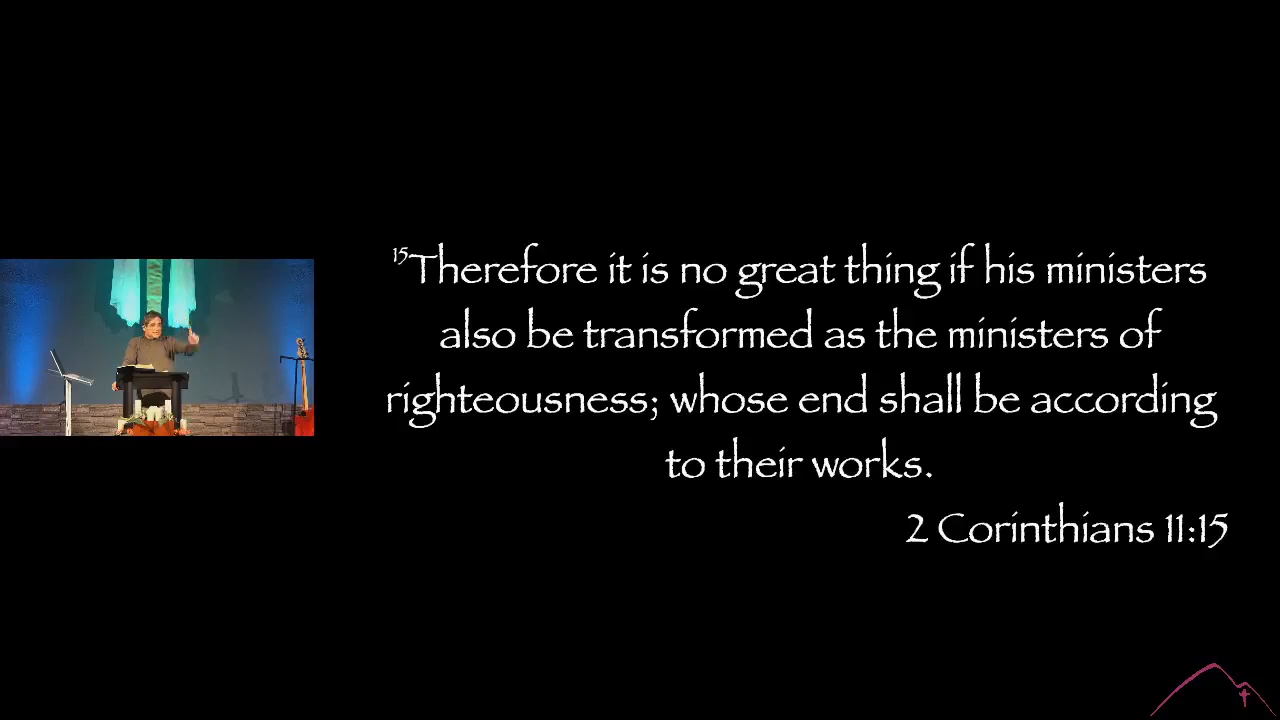 15Therefore it is no great thing if his ministers
also be transformed as the ministers of
righteousness; whose end shall be according
to their works.
2 Corinthians 11:15